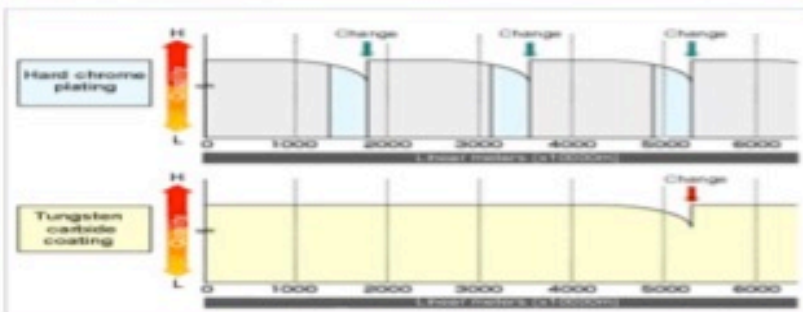 Change Change Change
H
Hard chrome
plating
L
0 1000 2000 3000 4000 5000 6000
Change
H
Tungsten
carbide
coating
L
0 1000 2000 3000 4000 5000 6000